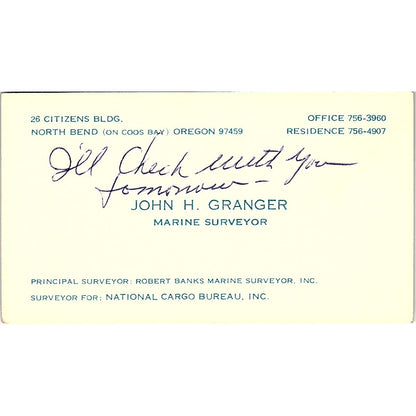 26 CITIZENS BLDG. OFFICE 756-3960
NORTH BEND (ON COOS BAY) OREGON 97459 RESIDENCE 756-4907
I'll Check with you
tomorrow -
JOHN H. GRANGER
MARINE SURVEYOR
PRINCIPAL SURVEYOR: ROBERT BANKS MARINE SURVEYOR, INC.
SURVEYOR FOR: NATIONAL CARGO BUREAU, INC.